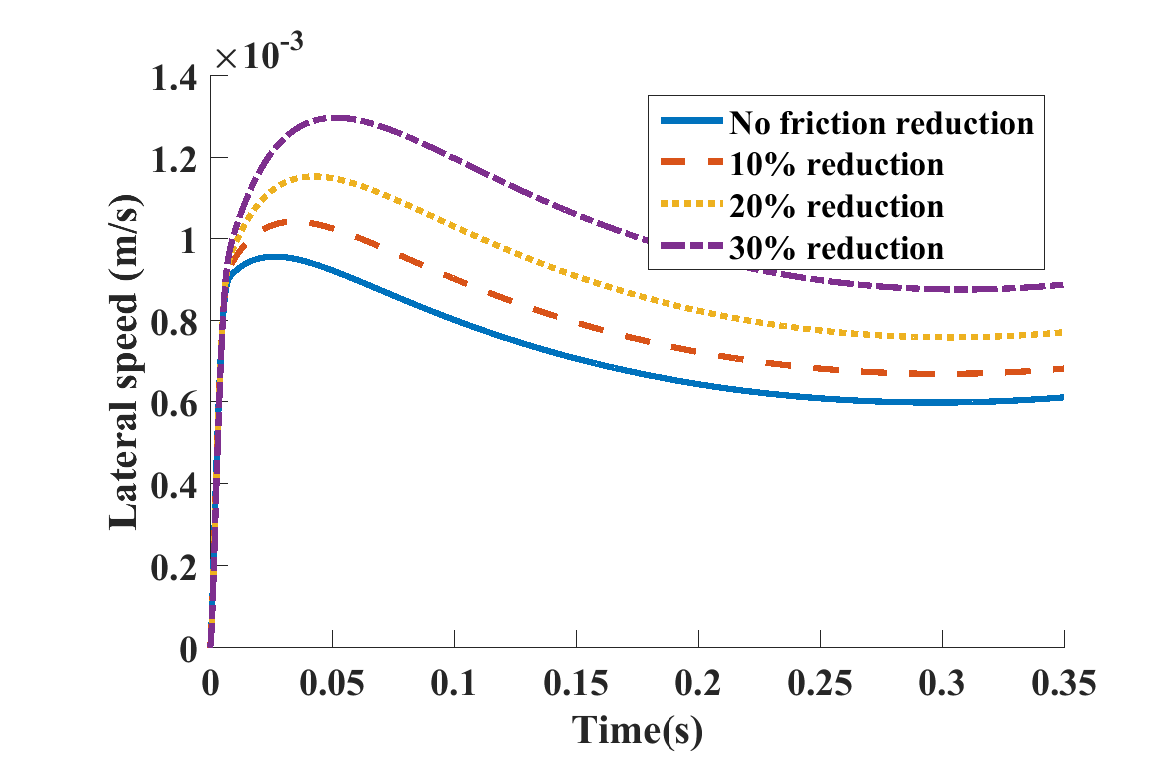 ×10-3
1.4
1.2
1
0.8
0.6
0.4
0.2
0
Lateral speed (m/s)
No friction reduction
10% reduction
20% reduction
30% reduction
0 0.05 0.1 0.15 0.2 0.25 0.3 0.35
Time(s)